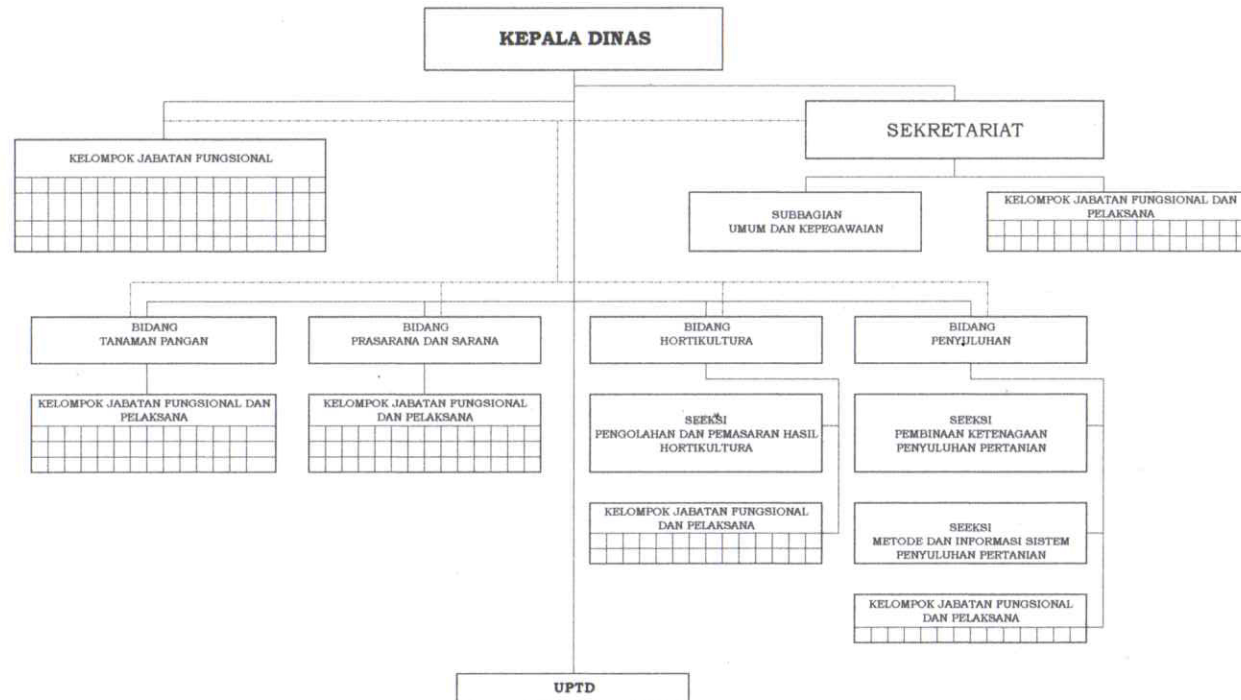 KEPALA DINAS
SEKRETARIAT
KELOMPOK JABATAN FUNGSIONAL
SUBBAGIAN
UMUM DAN KEPEGAWAIAN
KELOMPOK JABATAN FUNGSIONAL DAN
PELAKSANA
BIDANG
TANAMAN PANGAN
BIDANG
PRASARANA DAN SARANA
BIDANG
HORTIKULTURA
BIDANG
PENYULUHAN
KELOMPOK JABATAN FUNGSIONAL DAN
PELAKSANA
KELOMPOK JABATAN FUNGSIONAL
DAN PELAKSANA
SEEKSI
PENGOLAHAN DAN PEMASARAN HASIL
HORTIKULTURA
SEEKSI
PEMBINAAN KETENAGAAN
PENYULUHAN PERTANIAN
KELOMPOK JABATAN FUNGSIONAL
DAN PELAKSANA
SEEKSI
METODE DAN INFORMASI SISTEM
PENYULUHAN PERTANIAN
KELOMPOK JABATAN FUNGSIONAL
DAN PELAKSANA
UPTD